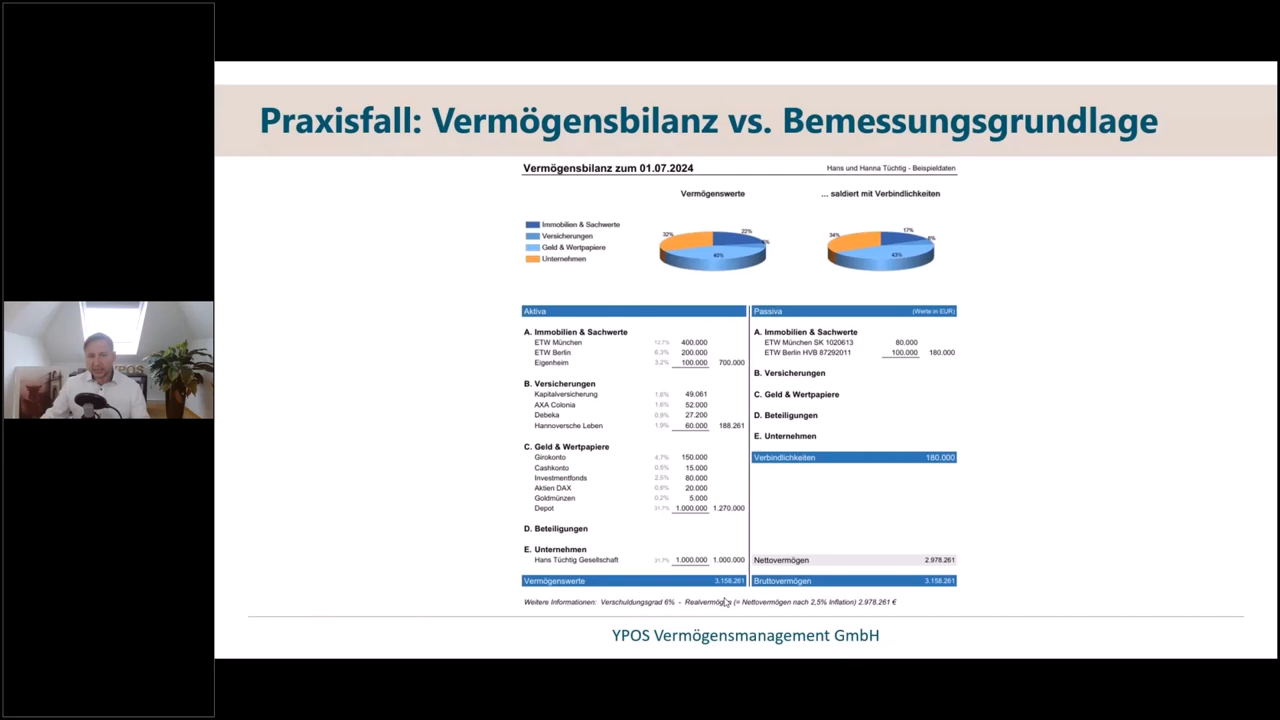 Praxisfall: Vermögensbilanz vs. Bemessungsgrundlage
Vermögensbilanz zum 01.07.2024 Hans und Hanna Tüchtig - Beispieldaten
Vermögenswerte ... saldiert mit Verbindlichkeiten
Immobilien & Sachwerte
Versicherungen
Geld & Wertpapiere
Unternehmen
32% 22% 6% 40%
34% 17% 6% 43%
Aktiva
A. Immobilien & Sachwerte
ETW München 12,7% 400.000
ETW Berlin 6,3% 200.000
Eigenheim 3,2% 100.000 700.000
B. Versicherungen
Kapitalversicherung 1,6% 49.061
AXA Colonia 1,6% 52.000
Debeka 0,9% 27.200
Hannoversche Leben 1,9% 60.000 188.261
C. Geld & Wertpapiere
Girokonto 4,7% 150.000
Cashkonto 0,5% 15.000
Investmentfonds 2,5% 80.000
Aktien DAX 0,6% 20.000
Goldmünzen 0,2% 5.000
Depot 31,7% 1.000.000 1.270.000
D. Beteiligungen
E. Unternehmen
Hans Tüchtig Gesellschaft 31,7% 1.000.000 1.000.000
Vermögenswerte 3.158.261
Passiva (Werte in EUR)
A. Immobilien & Sachwerte
ETW München SK 1020613 80.000
ETW Berlin HVB 87292011 100.000 180.000
B. Versicherungen
C. Geld & Wertpapiere
D. Beteiligungen
E. Unternehmen
Verbindlichkeiten 180.000
Nettovermögen 2.978.261
Bruttovermögen 3.158.261
Weitere Informationen: Verschuldungsgrad 6% - Realvermögen (= Nettovermögen nach 2,5% Inflation) 2.978.261 €
YPOS Vermögensmanagement GmbH
YPOS